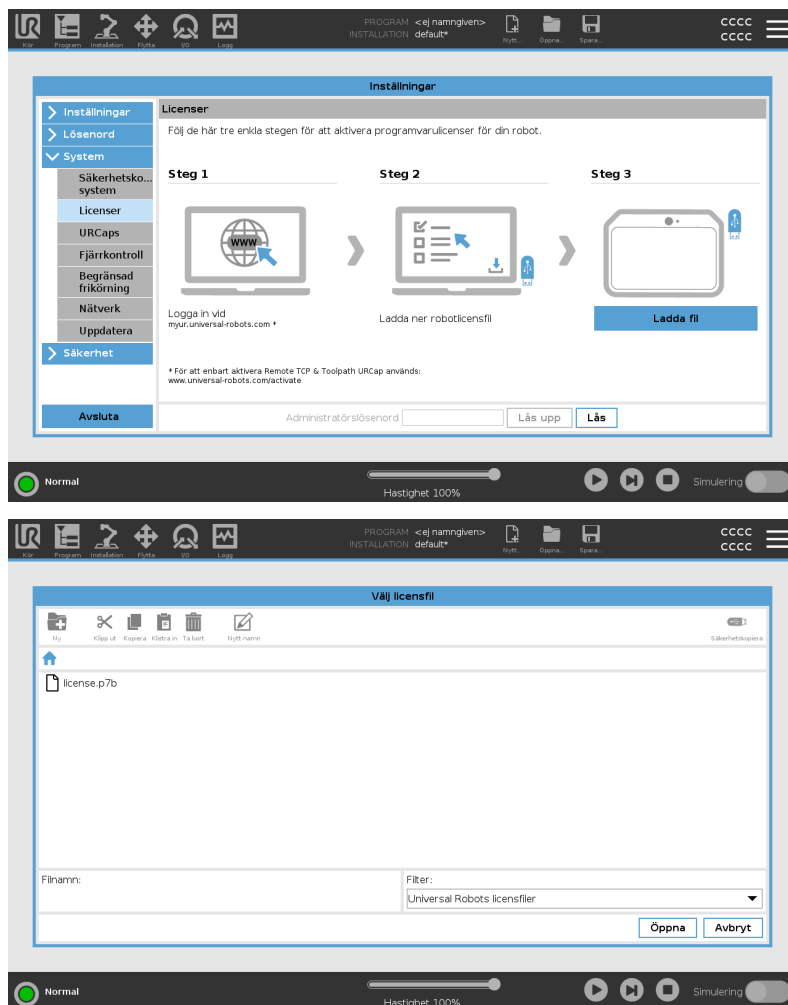 UR
PROGRAM <ej namngiven>
INSTALLATION default*
cccc
cccc
Kör Program Installation Flytta I/O Logg
Nytt... Öppna... Spara...
Inställningar
Inställningar
Lösenord
System
Säkerhetsko...
system
Licenser
URCaps
Fjärrkontroll
Begränsad
frikörning
Nätverk
Uppdatera
Säkerhet
Avsluta
Licenser
Följ de här tre enkla stegen för att aktivera programvarulicenser för din robot.
Steg 1
WWW
Logga in vid
myur.universal-robots.com *
Steg 2
Ladda ner robotlicensfil
Steg 3
Ladda fil
* För att enbart aktivera Remote TCP & Toolpath URCap används:
www.universal-robots.com/activate
Administratörslösenord Lås upp Lås
Normal
Hastighet 100%
Simulering
UR
PROGRAM <ej namngiven>
INSTALLATION default*
cccc
cccc
Kör Program Installation Flytta I/O Logg
Nytt... Öppna... Spara...
Välj licensfil
Ny Klipp ut Kopiera Klistra in Ta bort Nytt namn Säkerhetskopiera
license.p7b
Filnamn:
Filter:
Universal Robots licensfiler
Öppna Avbryt
Normal
Hastighet 100%
Simulering